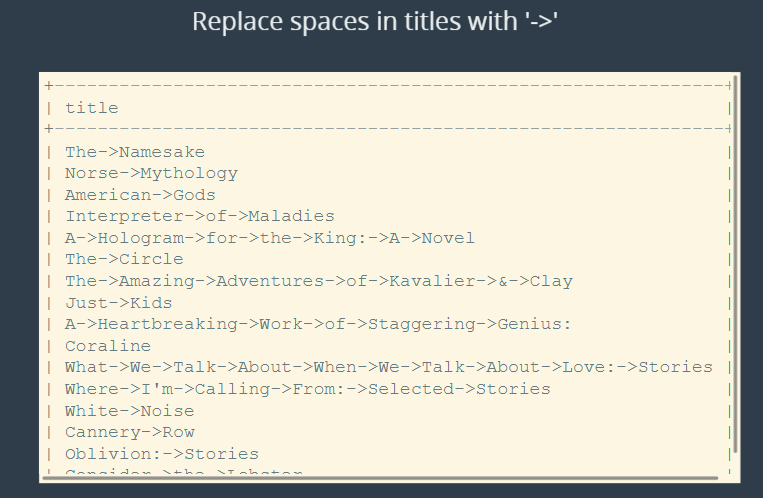 Replace spaces in titles with '->'
+--------------------------------------------------------------+
| title |
+--------------------------------------------------------------+
| The->Namesake |
| Norse->Mythology |
| American->Gods |
| Interpreter->of->Maladies |
| A->Hologram->for->the->King:->A->Novel |
| The->Circle |
| The->Amazing->Adventures->of->Kavalier->&->Clay |
| Just->Kids |
| A->Heartbreaking->Work->of->Staggering->Genius: |
| Coraline |
| What->We->Talk->About->When->We->Talk->About->Love:->Stories |
| Where->I'm->Calling->From:->Selected->Stories |
| White->Noise |
| Cannery->Row |
| Oblivion:->Stories |
| Consider->the->Lobster |